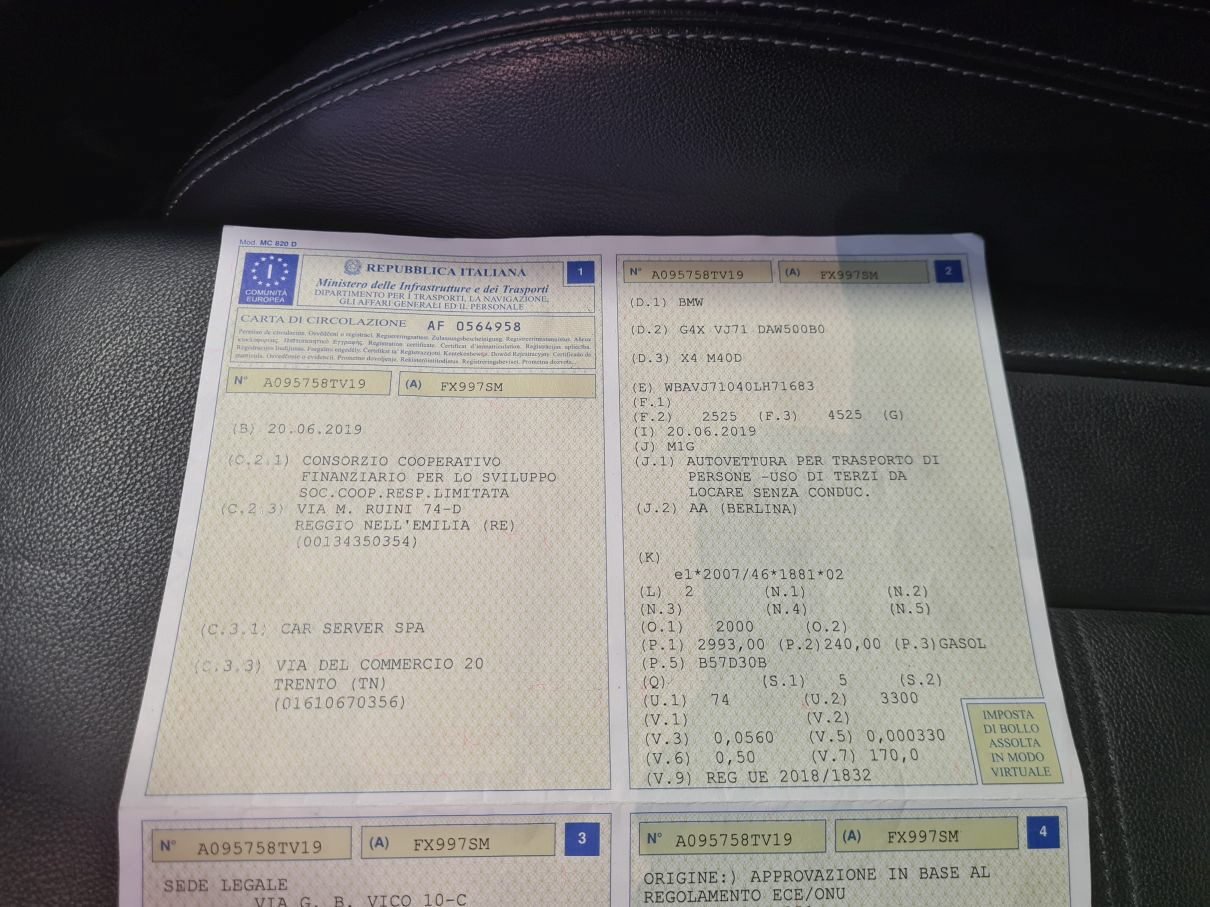 Mod. MC 820 D
I
COMUNITÀ
EUROPEA
REPUBBLICA ITALIANA
Ministero delle Infrastrutture e dei Trasporti
DIPARTIMENTO PER I TRASPORTI, LA NAVIGAZIONE,
GLI AFFARI GENERALI ED IL PERSONALE
1
CARTA DI CIRCOLAZIONE AF 0564958
N° A095758TV19 (A) FX997SM
(B) 20.06.2019
(C.2.1) CONSORZIO COOPERATIVO
FINANZIARIO PER LO SVILUPPO
SOC.COOP.RESP.LIMITATA
(C.2.3) VIA M. RUINI 74-D
REGGIO NELL'EMILIA (RE)
(00134350354)
(C.3.1) CAR SERVER SPA
(C.3.3) VIA DEL COMMERCIO 20
TRENTO (TN)
(01610670356)
N° A095758TV19 (A) FX997SM 2
(D.1) BMW
(D.2) G4X VJ71 DAW500B0
(D.3) X4 M40D
(E) WBAVJ71040LH71683
(F.1)
(F.2) 2525 (F.3) 4525 (G)
(I) 20.06.2019
(J) M1G
(J.1) AUTOVETTURA PER TRASPORTO DI
PERSONE -USO DI TERZI DA
LOCARE SENZA CONDUC.
(J.2) AA (BERLINA)
(K)
e1*2007/46*1881*02
(L) 2 (N.1) (N.2)
(N.3) (N.4) (N.5)
(O.1) 2000 (O.2)
(P.1) 2993,00 (P.2)240,00 (P.3)GASOL
(P.5) B57D30B
(Q) (S.1) 5 (S.2)
(U.1) 74 (U.2) 3300
(V.1) (V.2)
(V.3) 0,0560 (V.5) 0,000330
(V.6) 0,50 (V.7) 170,0
(V.9) REG UE 2018/1832
IMPOSTA
DI BOLLO
ASSOLTA
IN MODO
VIRTUALE
N° A095758TV19 (A) FX997SM 3
SEDE LEGALE
VIA G. B. VICO 10-C
N° A095758TV19 (A) FX997SM 4
ORIGINE:) APPROVAZIONE IN BASE AL
REGOLAMENTO ECE/ONU